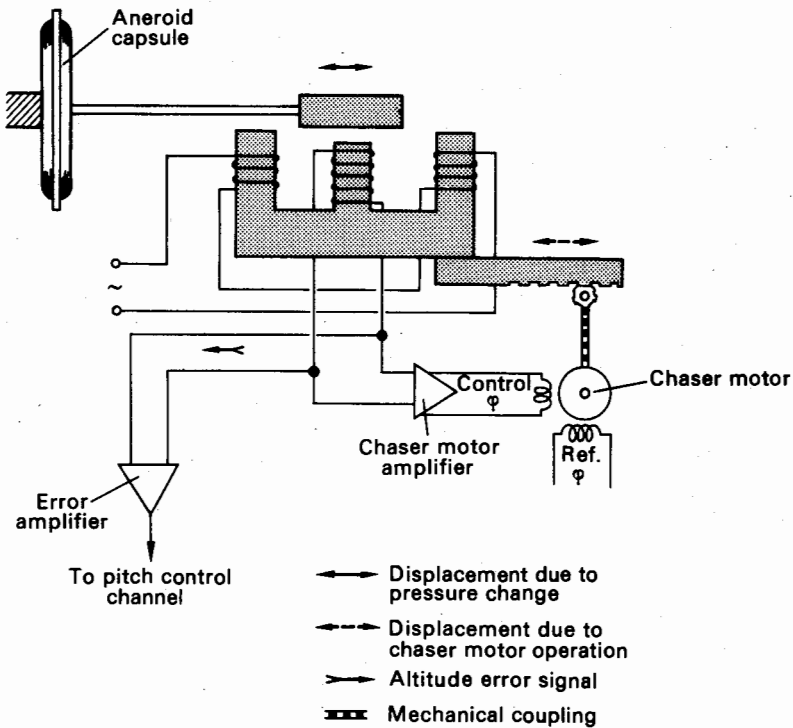 Aneroid
capsule
~
Control
φ
Chaser motor
Chaser motor
amplifier
Ref.
φ
Error
amplifier
To pitch control
channel
Displacement due to
pressure change
Displacement due to
chaser motor operation
Altitude error signal
Mechanical coupling